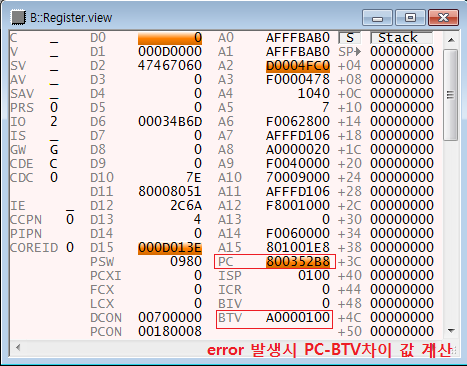 B::Register.view
C _ D0 0 A0 AFFFBAB0 S Stack
V _ D1 000D0000 A1 AFFFBAB0 SP▶ 00000000
SV _ D2 47467060 A2 D0004FC0 +04 00000000
AV _ D3 0 A3 F0000478 +08 00000000
SAV _ D4 0 A4 1040 +0C 00000000
PRS 0 D5 0 A5 7 +10 00000000
IO 2 D6 00034B6D A6 F0062800 +14 00000000
IS _ D7 0 A7 AFFFD106 +18 00000000
GW G D8 0 A8 A0000020 +1C 00000000
CDE C D9 0 A9 F0040000 +20 00000000
CDC 0 D10 7E A10 70009000 +24 00000000
D11 80008051 A11 AFFFD106 +28 00000000
IE _ D12 2C6A A12 F8001000 +2C 00000000
CCPN 0 D13 4 A13 0 +30 00000000
PIPN _ D14 0 A14 F0060000 +34 00000000
COREID 0 D15 000D013E A15 801001E8 +38 00000000
PSW 0980 PC 800352B8 +3C 00000000
PCXI 0 ISP 0100 +40 00000000
FCX 0 ICR 0 +44 00000000
LCX 0 BIV 0 +48 00000000
DCON 00700000 BTV A0000100 +4C 00000000
PCON 00180008 +50 00000000
error 발생시 PC-BTV차이 값 계산